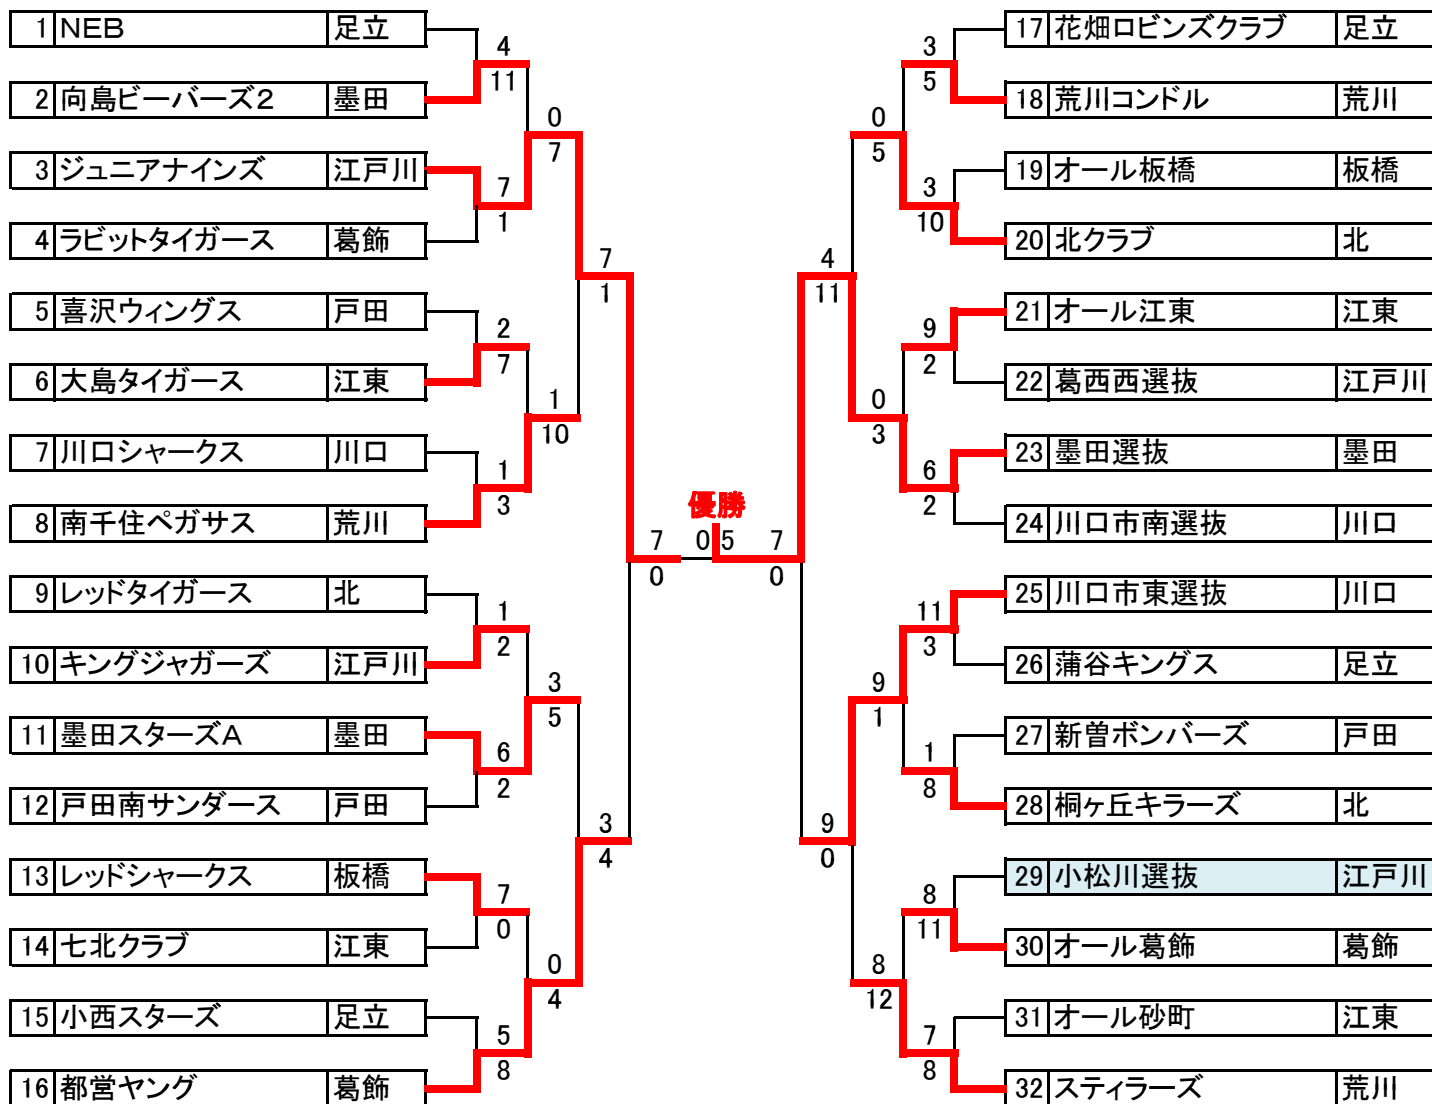 1 NEB 足立
4
11
2 向島ビーバーズ2 墨田
0
7
3 ジュニアナインズ 江戸川
7
1
4 ラビットタイガース 葛飾
7
1
5 喜沢ウィングス 戸田
2
7
6 大島タイガース 江東
1
10
7 川口シャークス 川口
1
3
8 南千住ペガサス 荒川
7
0
9 レッドタイガース 北
1
2
10 キングジャガーズ 江戸川
3
5
11 墨田スターズA 墨田
6
2
12 戸田南サンダース 戸田
3
4
13 レッドシャークス 板橋
7
0
14 七北クラブ 江東
0
4
15 小西スターズ 足立
5
8
16 都営ヤング 葛飾
優勝
0 5
17 花畑ロビンズクラブ 足立
3
5
18 荒川コンドル 荒川
0
5
19 オール板橋 板橋
3
10
20 北クラブ 北
4
11
21 オール江東 江東
9
2
22 葛西西選抜 江戸川
0
3
23 墨田選抜 墨田
6
2
24 川口市南選抜 川口
7
0
25 川口市東選抜 川口
11
3
26 蒲谷キングス 足立
9
1
27 新曽ボンバーズ 戸田
1
8
28 桐ヶ丘キラーズ 北
9
0
29 小松川選抜 江戸川
8
11
30 オール葛飾 葛飾
8
12
31 オール砂町 江東
7
8
32 スティラーズ 荒川